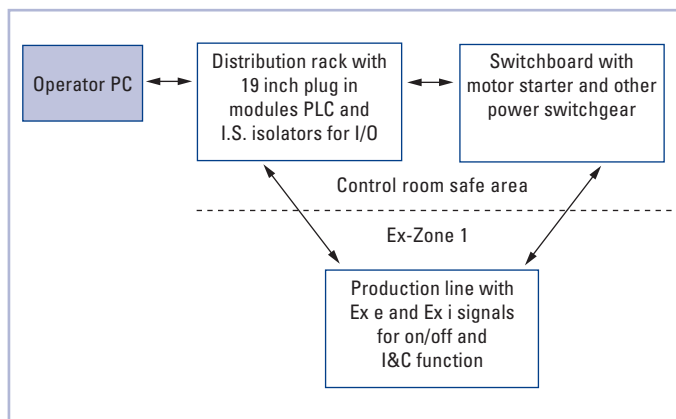 Operator PC
Distribution rack with
19 inch plug in
modules PLC and
I.S. isolators for I/O
Switchboard with
motor starter and other
power switchgear
Control room safe area
Ex-Zone 1
Production line with
Ex e and Ex i signals
for on/off and
I&C function